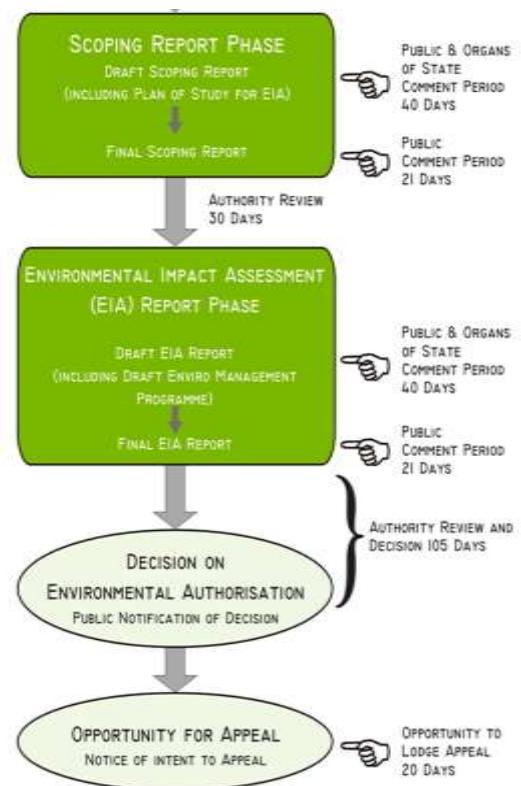 SCOPING REPORT PHASE
DRAFT SCOPING REPORT
(INCLUDING PLAN OF STUDY FOR EIA)
FINAL SCOPING REPORT
PUBLIC & ORGANS
OF STATE
COMMENT PERIOD
40 DAYS
PUBLIC
COMMENT PERIOD
21 DAYS
AUTHORITY REVIEW
30 DAYS
ENVIRONMENTAL IMPACT ASSESSMENT
(EIA) REPORT PHASE
DRAFT EIA REPORT
(INCLUDING DRAFT ENVIRO MANAGEMENT
PROGRAMME)
FINAL EIA REPORT
PUBLIC & ORGANS
OF STATE
COMMENT PERIOD
40 DAYS
PUBLIC
COMMENT PERIOD
21 DAYS
AUTHORITY REVIEW AND
DECISION 105 DAYS
DECISION ON
ENVIRONMENTAL AUTHORISATION
PUBLIC NOTIFICATION OF DECISION
OPPORTUNITY FOR APPEAL
NOTICE OF INTENT TO APPEAL
OPPORTUNITY TO
LODGE APPEAL
20 DAYS